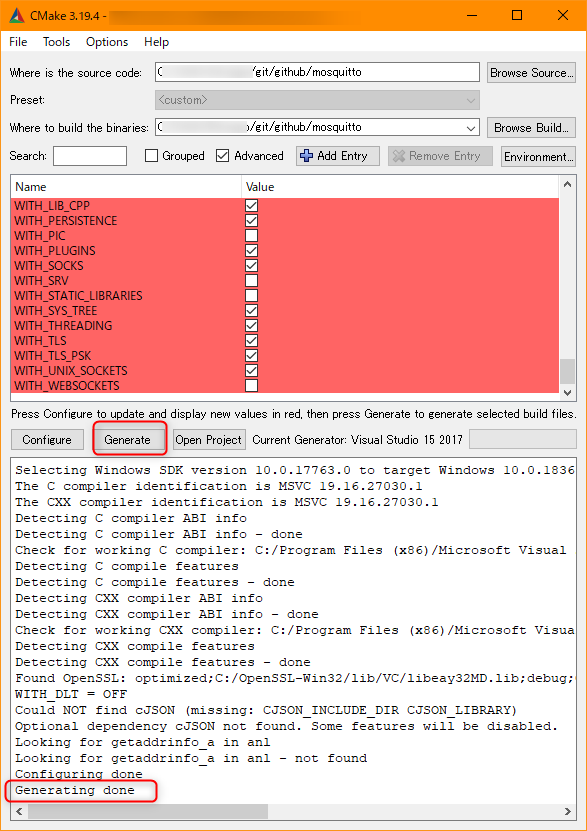 CMake 3.19.4 -
File Tools Options Help
Where is the source code: /git/github/mosquitto Browse Source...
Preset: <custom>
Where to build the binaries: /git/github/mosquitto Browse Build...
Search: Grouped Advanced Add Entry Remove Entry Environment...
Name Value
WITH_LIB_CPP
WITH_PERSISTENCE
WITH_PIC
WITH_PLUGINS
WITH_SOCKS
WITH_SRV
WITH_STATIC_LIBRARIES
WITH_SYS_TREE
WITH_THREADING
WITH_TLS
WITH_TLS_PSK
WITH_UNIX_SOCKETS
WITH_WEBSOCKETS
Press Configure to update and display new values in red, then press Generate to generate selected build files.
Configure Generate Open Project Current Generator: Visual Studio 15 2017
Selecting Windows SDK version 10.0.17763.0 to target Windows 10.0.1836
The C compiler identification is MSVC 19.16.27030.1
The CXX compiler identification is MSVC 19.16.27030.1
Detecting C compiler ABI info
Detecting C compiler ABI info - done
Check for working C compiler: C:/Program Files (x86)/Microsoft Visual
Detecting C compile features
Detecting C compile features - done
Detecting CXX compiler ABI info
Detecting CXX compiler ABI info - done
Check for working CXX compiler: C:/Program Files (x86)/Microsoft Visua
Detecting CXX compile features
Detecting CXX compile features - done
Found OpenSSL: optimized;C:/OpenSSL-Win32/lib/VC/libeay32MD.lib;debug;
WITH_DLT = OFF
Could NOT find cJSON (missing: CJSON_INCLUDE_DIR CJSON_LIBRARY)
Optional dependency cJSON not found. Some features will be disabled.
Looking for getaddrinfo_a in anl
Looking for getaddrinfo_a in anl - not found
Configuring done
Generating done